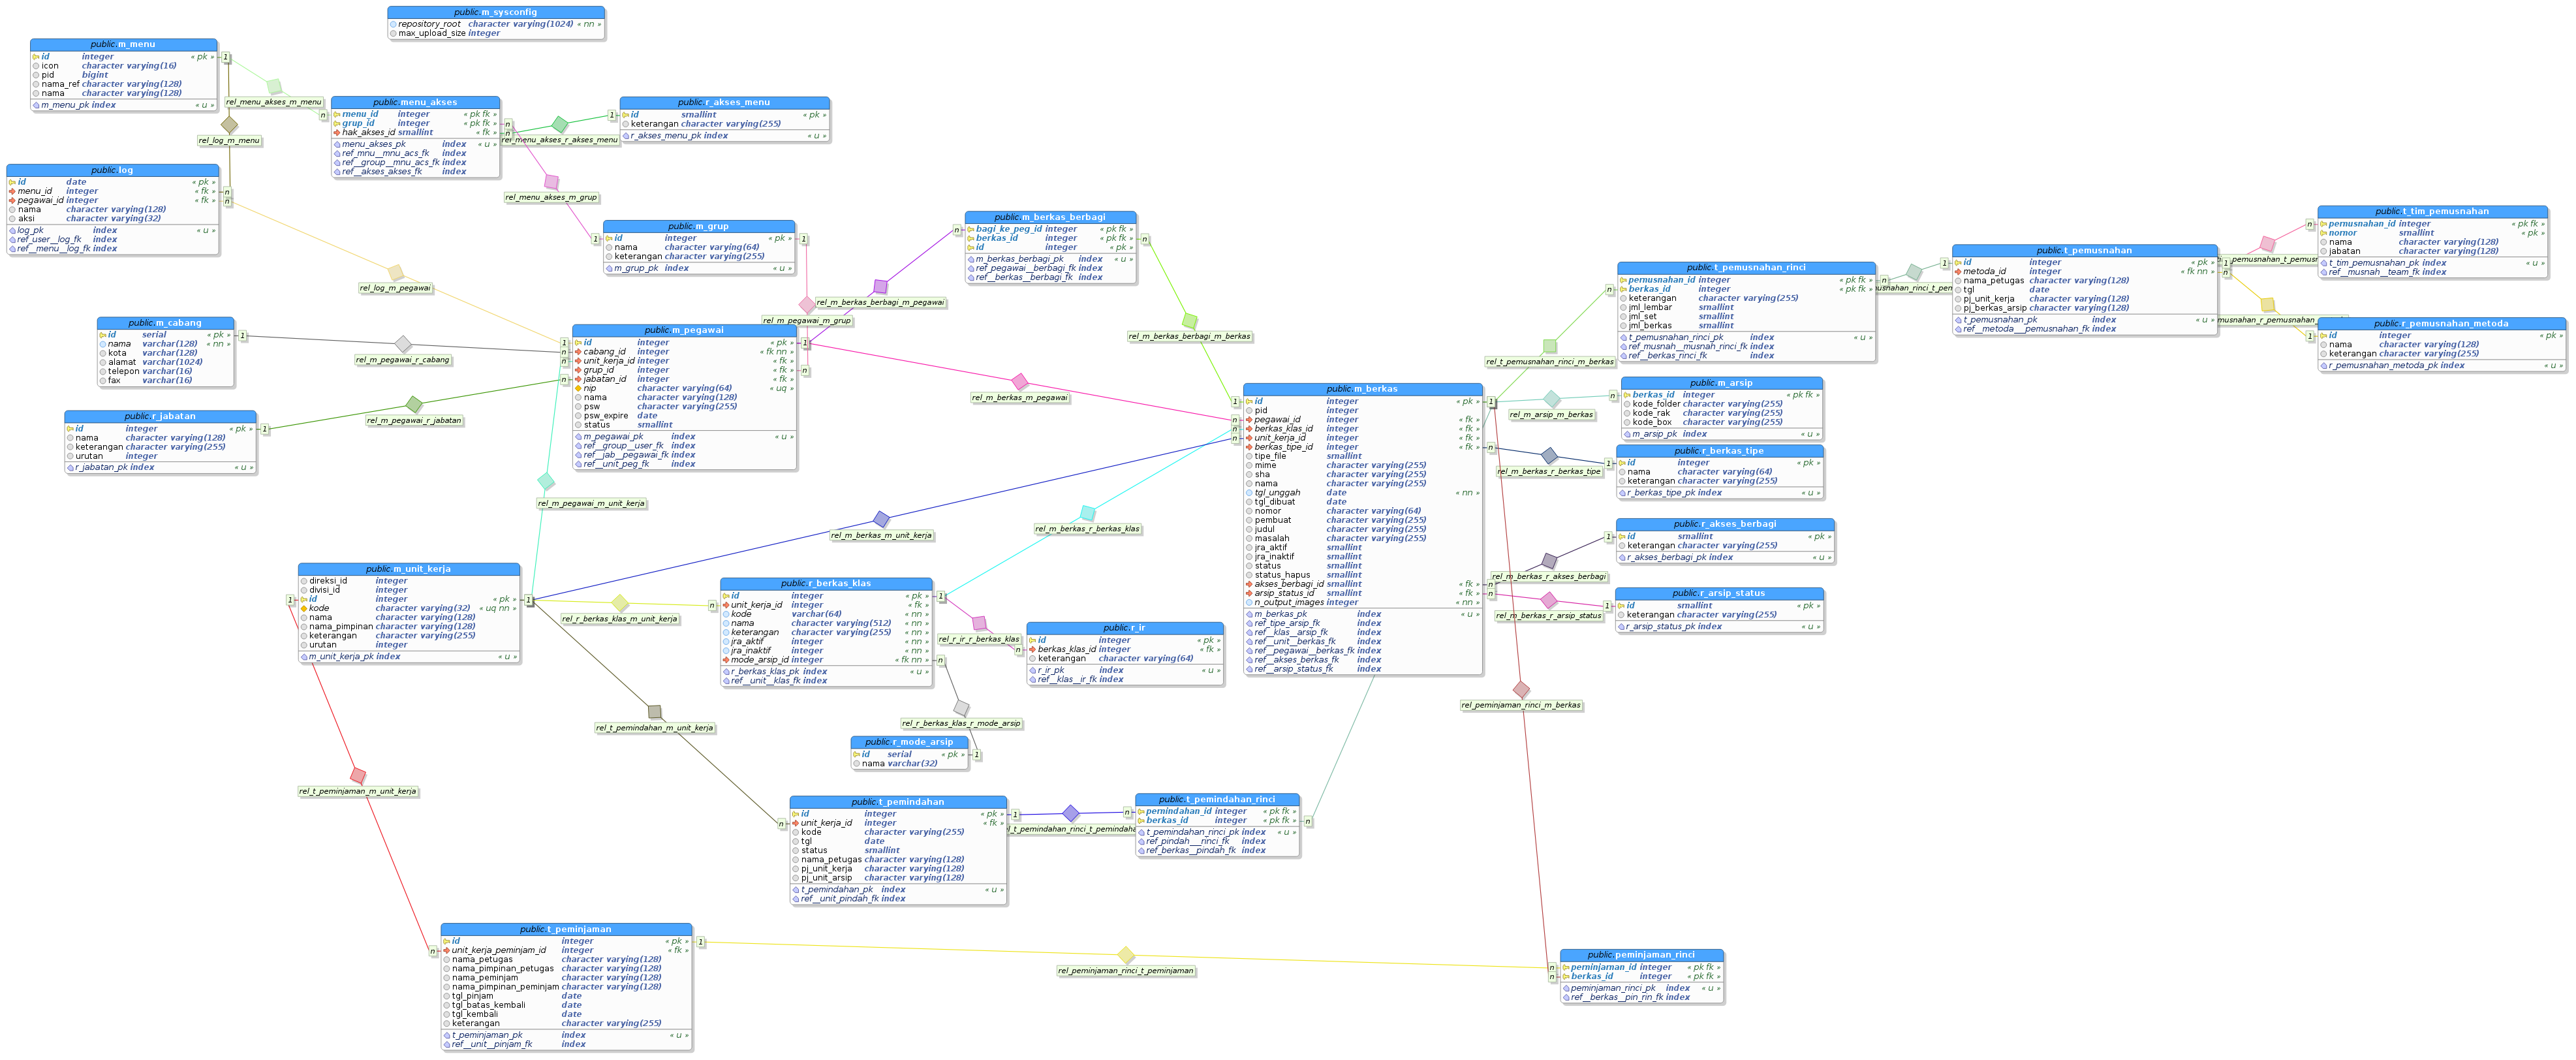 public.m_sysconfig
repository_root character varying(1024) « nn »
max_upload_size integer
public.m_menu
id integer « pk »
icon character varying(16)
pid bigint
nama_ref character varying(128)
nama character varying(128)
m_menu_pk index « u »
rel_menu_akses_m_menu
rel_log_m_menu
public.menu_akses
menu_id integer « pk fk »
grup_id integer « pk fk »
hak_akses_id smallint « fk »
menu_akses_pk index « u »
ref_mnu__mnu_acs_fk index
ref__group__mnu_acs_fk index
ref__akses_akses_fk index
rel_menu_akses_r_akses_menu
public.r_akses_menu
id smallint « pk »
keterangan character varying(255)
r_akses_menu_pk index « u »
public.log
id date « pk »
menu_id integer « fk »
pegawai_id integer « fk »
nama character varying(128)
aksi character varying(32)
log_pk index « u »
ref_user__log_fk index
ref__menu__log_fk index
rel_menu_akses_m_grup
rel_log_m_pegawai
public.m_grup
id integer « pk »
nama character varying(64)
keterangan character varying(255)
m_grup_pk index « u »
public.m_berkas_berbagi
bagi_ke_peg_id integer « pk fk »
berkas_id integer « pk fk »
id integer « pk »
m_berkas_berbagi_pk index « u »
ref_pegawai__berbagi_fk index
ref__berkas__berbagi_fk index
rel_m_berkas_berbagi_m_pegawai
rel_m_pegawai_m_grup
rel_m_berkas_berbagi_m_berkas
public.m_cabang
id serial « pk »
nama varchar(128) « nn »
kota varchar(128)
alamat varchar(1024)
telepon varchar(16)
fax varchar(16)
rel_m_pegawai_r_cabang
public.r_jabatan
id integer « pk »
nama character varying(128)
keterangan character varying(255)
urutan integer
r_jabatan_pk index « u »
rel_m_pegawai_r_jabatan
public.m_pegawai
id integer « pk »
cabang_id integer « fk nn »
unit_kerja_id integer « fk »
grup_id integer « fk »
jabatan_id integer « fk »
nip character varying(64) « uq »
nama character varying(128)
psw character varying(255)
psw_expire date
status smallint
m_pegawai_pk index « u »
ref__group__user_fk index
ref__jab__pegawai_fk index
ref__unit_peg_fk index
rel_m_berkas_m_pegawai
rel_m_pegawai_m_unit_kerja
rel_m_berkas_m_unit_kerja
rel_m_berkas_r_berkas_klas
public.m_berkas
id integer « pk »
pid integer
pegawai_id integer « fk »
berkas_klas_id integer « fk »
unit_kerja_id integer « fk »
berkas_tipe_id integer « fk »
tipe_file smallint
mime character varying(255)
sha character varying(255)
nama character varying(255)
tgl_unggah date « nn »
tgl_dibuat date
nomor character varying(64)
pembuat character varying(255)
judul character varying(255)
masalah character varying(255)
jra_aktif smallint
jra_inaktif smallint
status smallint
status_hapus smallint
akses_berbagi_id smallint « fk »
arsip_status_id smallint « fk »
n_output_images integer « nn »
m_berkas_pk index « u »
ref_tipe_arsip_fk index
ref__klas__arsip_fk index
ref__unit__berkas_fk index
ref__pegawai__berkas_fk index
ref__akses_berkas_fk index
ref__arsip_status_fk index
public.t_pemusnahan_rinci
pemusnahan_id integer « pk fk »
berkas_id integer « pk fk »
keterangan character varying(255)
jml_lembar smallint
jml_set smallint
jml_berkas smallint
t_pemusnahan_rinci_pk index « u »
ref_musnah__musnah_rinci_fk index
ref__berkas_rinci_fk index
rel_t_pemusnahan_rinci_m_berkas
public.t_pemusnahan
id integer « pk »
metoda_id integer « fk nn »
nama_petugas character varying(128)
tgl date
pj_unit_kerja character varying(128)
pj_berkas_arsip character varying(128)
t_pemusnahan_pk index « u »
ref__metoda___pemusnahan_fk index
public.t_tim_pemusnahan
pemusnahan_id integer « pk fk »
nomor smallint « pk »
nama character varying(128)
jabatan character varying(128)
t_tim_pemusnahan_pk index « u »
ref__musnah__team_fk index
public.r_pemusnahan_metoda
id integer « pk »
nama character varying(128)
keterangan character varying(255)
r_pemusnahan_metoda_pk index « u »
public.m_arsip
berkas_id integer « pk fk »
kode_folder character varying(255)
kode_rak character varying(255)
kode_box character varying(255)
m_arsip_pk index « u »
rel_m_arsip_m_berkas
public.r_berkas_tipe
id integer « pk »
nama character varying(64)
keterangan character varying(255)
r_berkas_tipe_pk index « u »
rel_m_berkas_r_berkas_tipe
public.r_akses_berbagi
id smallint « pk »
keterangan character varying(255)
r_akses_berbagi_pk index « u »
rel_m_berkas_r_akses_berbagi
public.r_arsip_status
id smallint « pk »
keterangan character varying(255)
r_arsip_status_pk index « u »
rel_m_berkas_r_arsip_status
public.m_unit_kerja
direksi_id integer
divisi_id integer
id integer « pk »
kode character varying(32) « uq nn »
nama character varying(128)
nama_pimpinan character varying(128)
keterangan character varying(255)
urutan integer
m_unit_kerja_pk index « u »
rel_r_berkas_klas_m_unit_kerja
public.r_berkas_klas
id integer « pk »
unit_kerja_id integer « fk »
kode varchar(64) « nn »
nama character varying(512) « nn »
keterangan character varying(255) « nn »
jra_aktif integer « nn »
jra_inaktif integer « nn »
mode_arsip_id integer « fk nn »
r_berkas_klas_pk index « u »
ref__unit__klas_fk index
rel_r_ir_r_berkas_klas
public.r_ir
id integer « pk »
berkas_klas_id integer « fk »
keterangan character varying(64)
r_ir_pk index « u »
ref__klas__ir_fk index
rel_r_berkas_klas_r_mode_arsip
public.r_mode_arsip
id serial « pk »
nama varchar(32)
rel_t_pemindahan_m_unit_kerja
rel_peminjaman_rinci_m_berkas
rel_t_peminjaman_m_unit_kerja
public.t_pemindahan
id integer « pk »
unit_kerja_id integer « fk »
kode character varying(255)
tgl date
status smallint
nama_petugas character varying(128)
pj_unit_kerja character varying(128)
pj_unit_arsip character varying(128)
t_pemindahan_pk index « u »
ref__unit_pindah_fk index
public.t_pemindahan_rinci
pemindahan_id integer « pk fk »
berkas_id integer « pk fk »
t_pemindahan_rinci_pk index « u »
ref_pindah___rinci_fk index
ref_berkas__pindah_fk index
public.t_peminjaman
id integer « pk »
unit_kerja_peminjam_id integer « fk »
nama_petugas character varying(128)
nama_pimpinan_petugas character varying(128)
nama_peminjam character varying(128)
nama_pimpinan_peminjam character varying(128)
tgl_pinjam date
tgl_batas_kembali date
tgl_kembali date
keterangan character varying(255)
t_peminjaman_pk index « u »
ref__unit__pinjam_fk index
rel_peminjaman_rinci_t_peminjaman
public.peminjaman_rinci
peminjaman_id integer « pk fk »
berkas_id integer « pk fk »
peminjaman_rinci_pk index « u »
ref__berkas__pin_rin_fk index